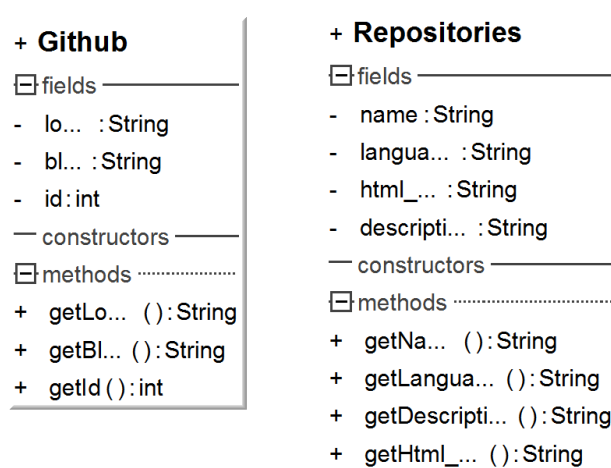 + Github
fields
- lo... : String
- bl... : String
- id : int
constructors
methods
+ getLo... ( ) : String
+ getBl... ( ) : String
+ getId ( ) : int
+ Repositories
fields
- name : String
- langua... : String
- html_... : String
- descripti... : String
constructors
methods
+ getNa... ( ) : String
+ getLangua... ( ) : String
+ getDescripti... ( ) : String
+ getHtml_... ( ) : String